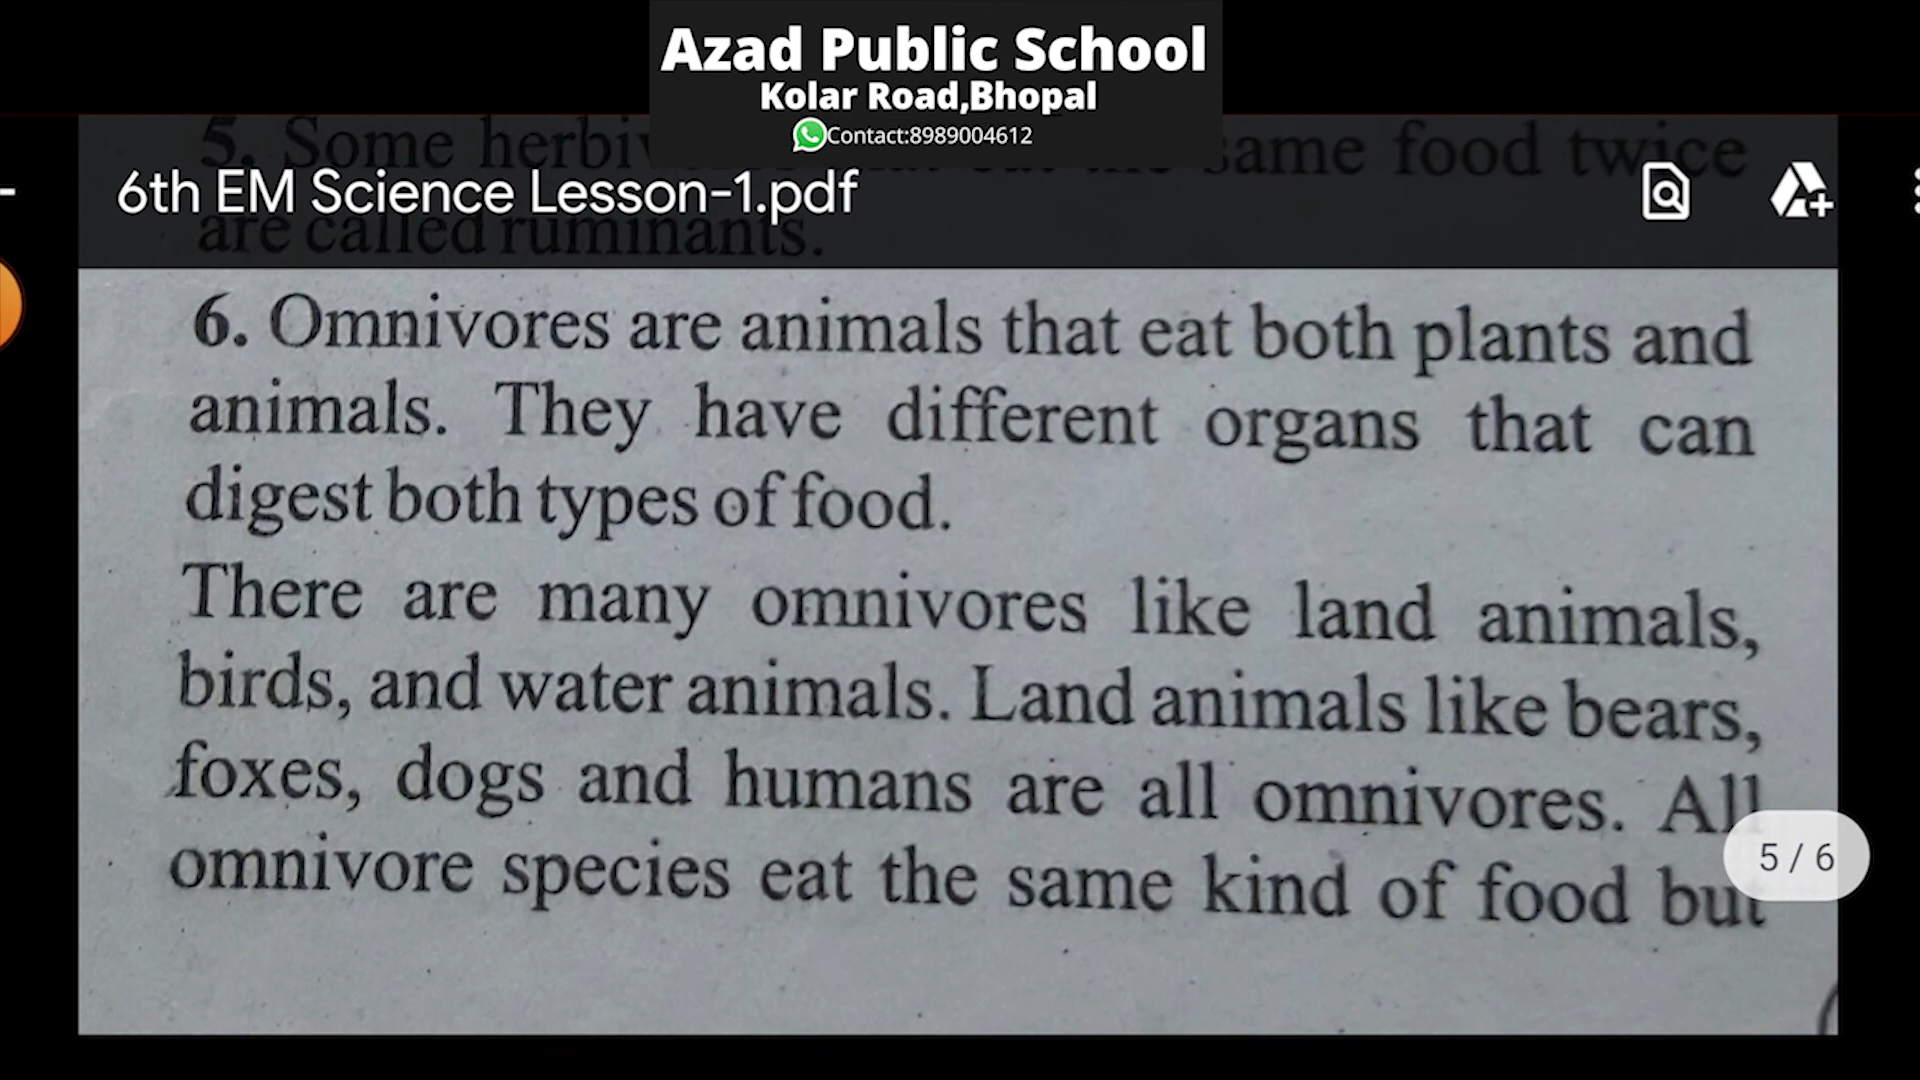 Azad Public School
Kolar Road,Bhopal
Contact:8989004612
5. Some herbi same food twice
6th EM Science Lesson-1.pdf
are called ruminants.
6. Omnivores are animals that eat both plants and
animals. They have different organs that can
digest both types of food.
There are many omnivores like land animals,
birds, and water animals. Land animals like bears,
foxes, dogs and humans are all omnivores. All
omnivore species eat the same kind of food but
5 / 6